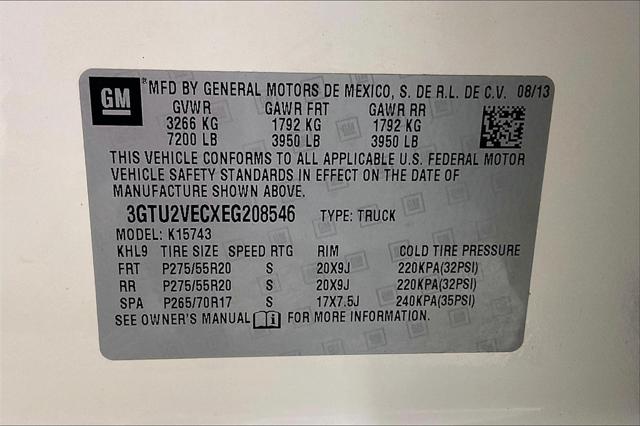 GM
®MFD BY GENERAL MOTORS DE MEXICO, S. DE R.L. DE C.V. 08/13
GVWR GAWR FRT GAWR RR
3266 KG 1792 KG 1792 KG
7200 LB 3950 LB 3950 LB
THIS VEHICLE CONFORMS TO ALL APPLICABLE U.S. FEDERAL MOTOR
VEHICLE SAFETY STANDARDS IN EFFECT ON THE DATE OF
MANUFACTURE SHOWN ABOVE.
3GTU2VECXEG208546 TYPE: TRUCK
MODEL: K15743
KHL9 TIRE SIZE SPEED RTG RIM COLD TIRE PRESSURE
FRT P275/55R20 S 20X9J 220KPA(32PSI)
RR P275/55R20 S 20X9J 220KPA(32PSI)
SPA P265/70R17 S 17X7.5J 240KPA(35PSI)
SEE OWNER'S MANUAL FOR MORE INFORMATION.